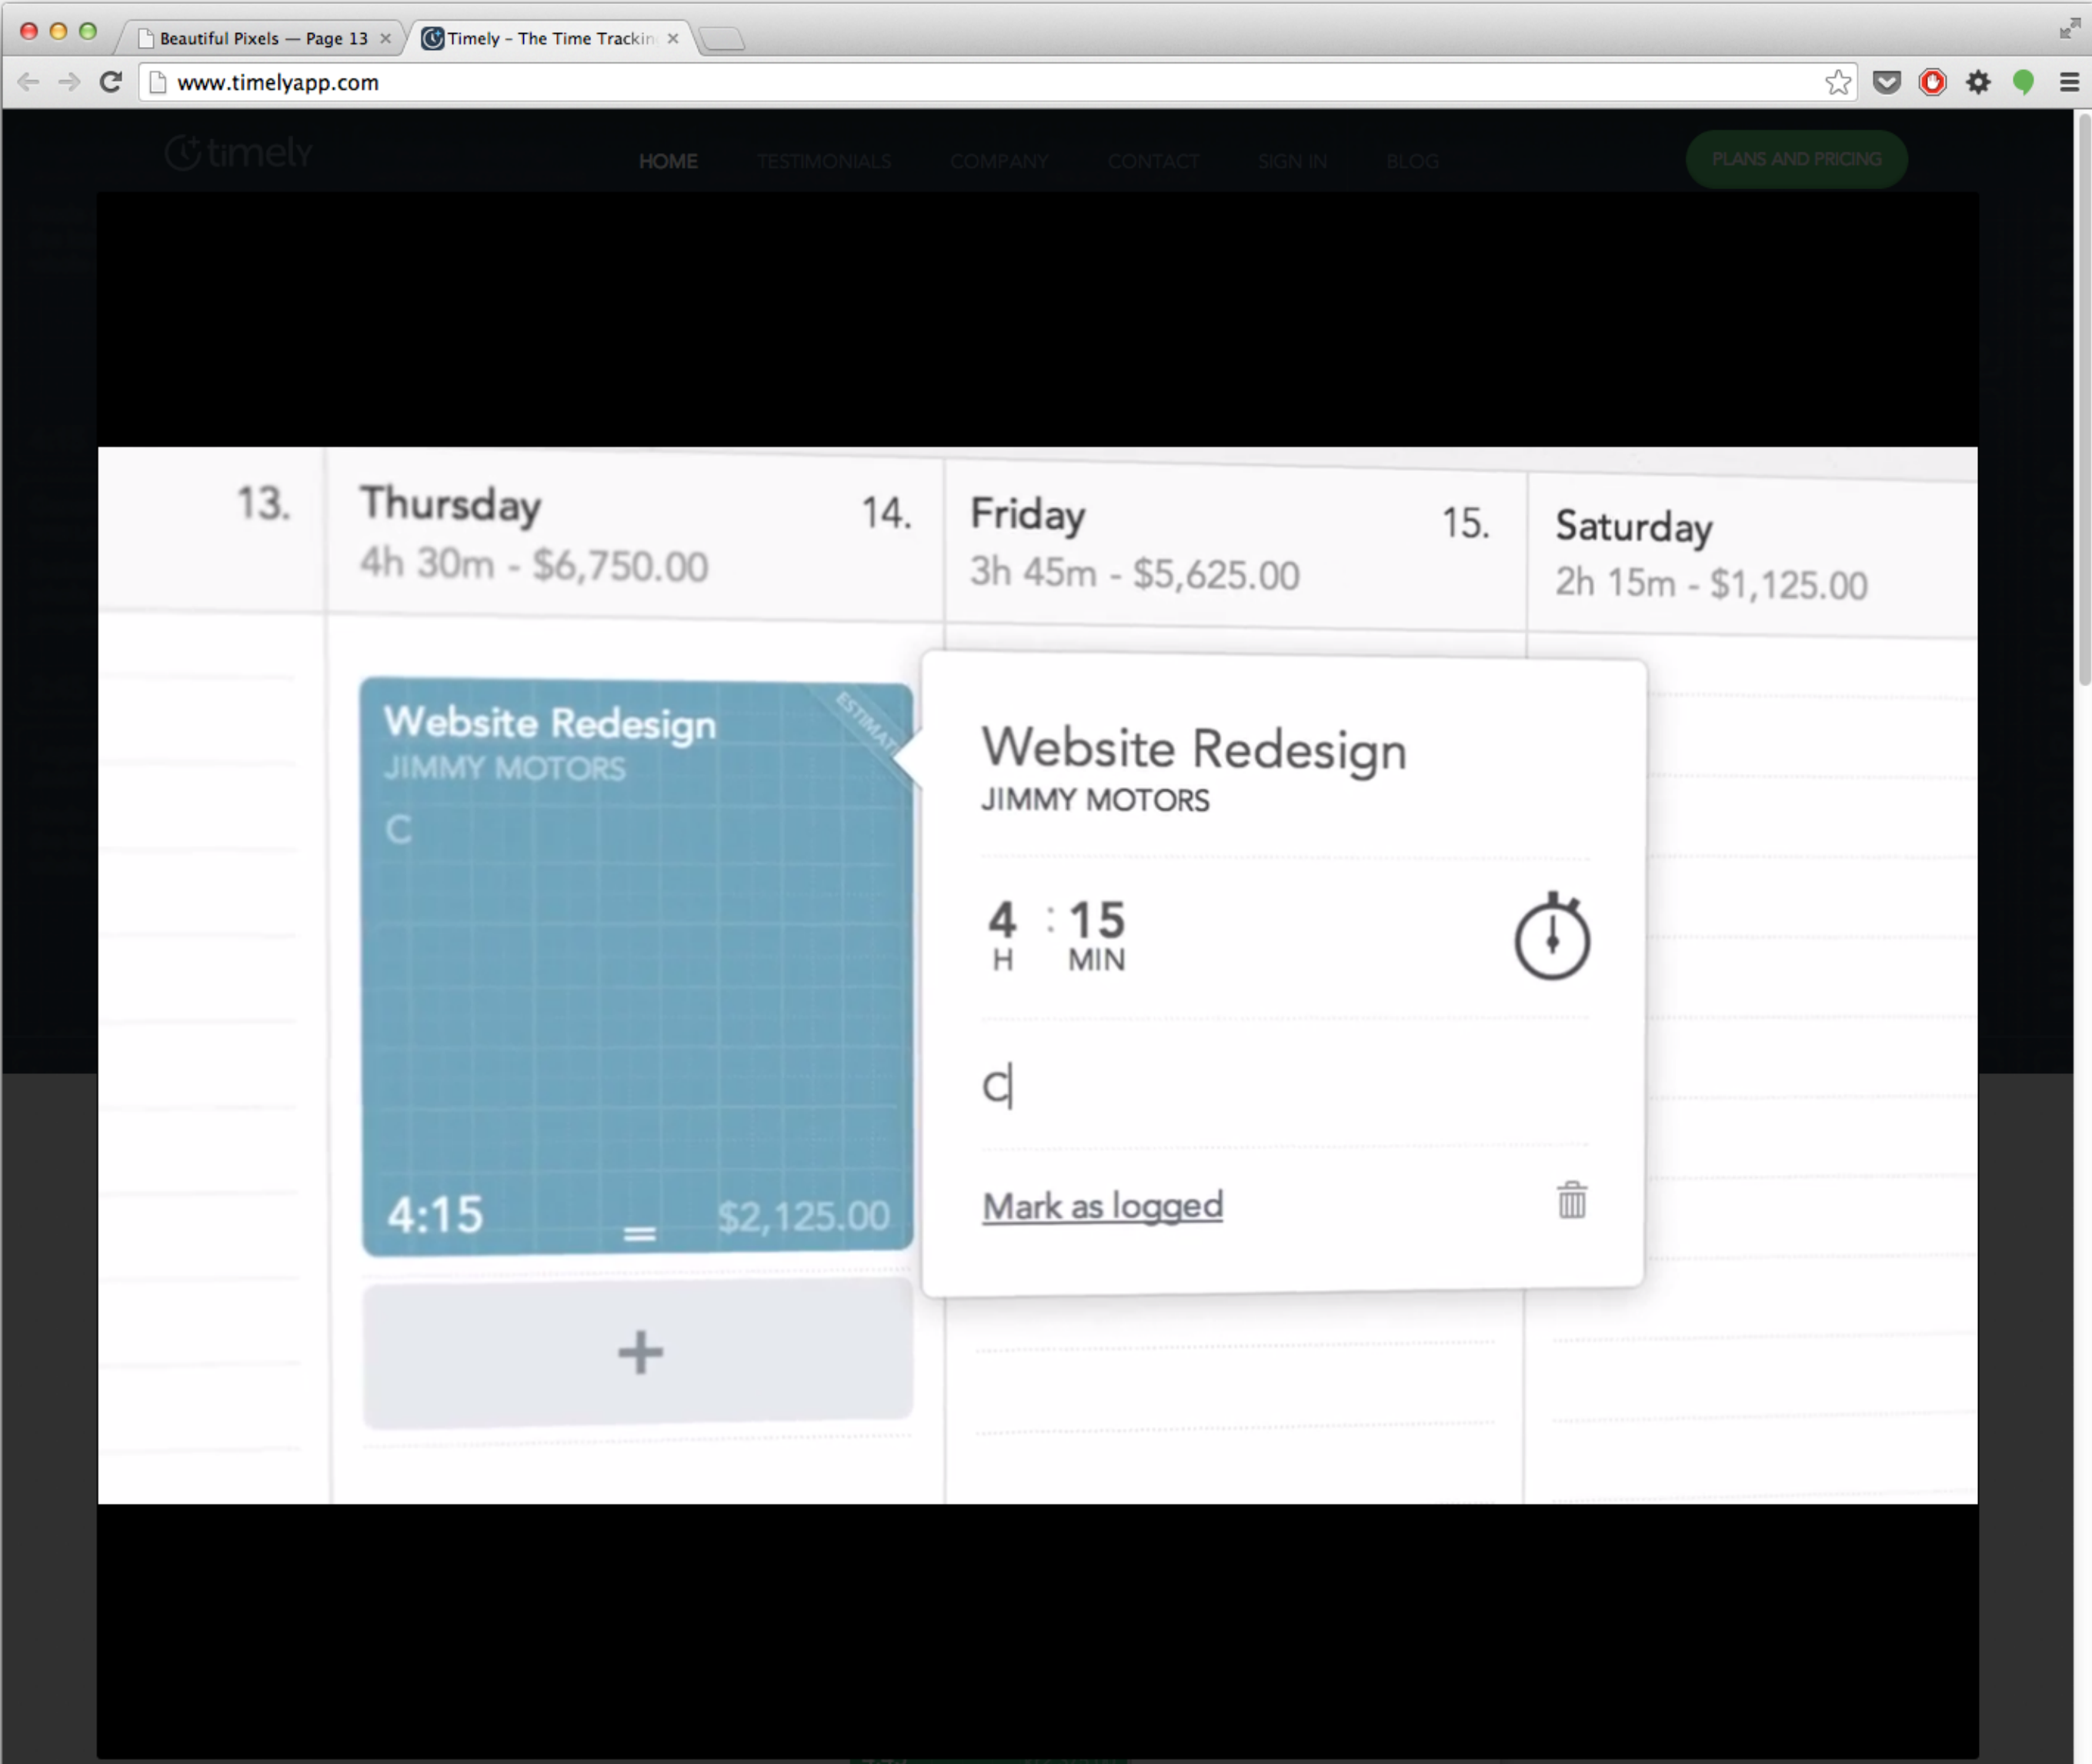 Beautiful Pixels — Page 13
Timely – The Time Trackin
www.timelyapp.com
timely
HOME
TESTIMONIALS
COMPANY
CONTACT
SIGN IN
BLOG
PLANS AND PRICING
13.
Thursday
14.
4h 30m - $6,750.00
Friday
15.
3h 45m - $5,625.00
Saturday
2h 15m - $1,125.00
Website Redesign
JIMMY MOTORS
ESTIMAT
C
4:15
=
$2,125.00
+
Website Redesign
JIMMY MOTORS
4 : 15
H MIN
C
Mark as logged